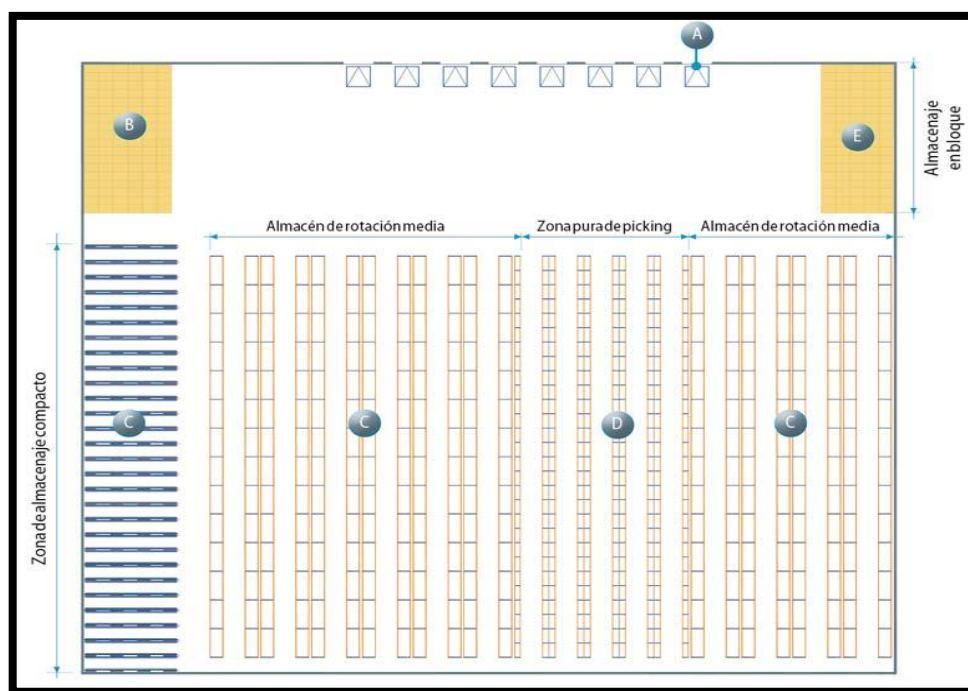 A
B
E
Almacenaje
en bloque
Almacén de rotación media
Zona pura de picking
Almacén de rotación media
Zona de almacenaje compacto
C
C
D
C